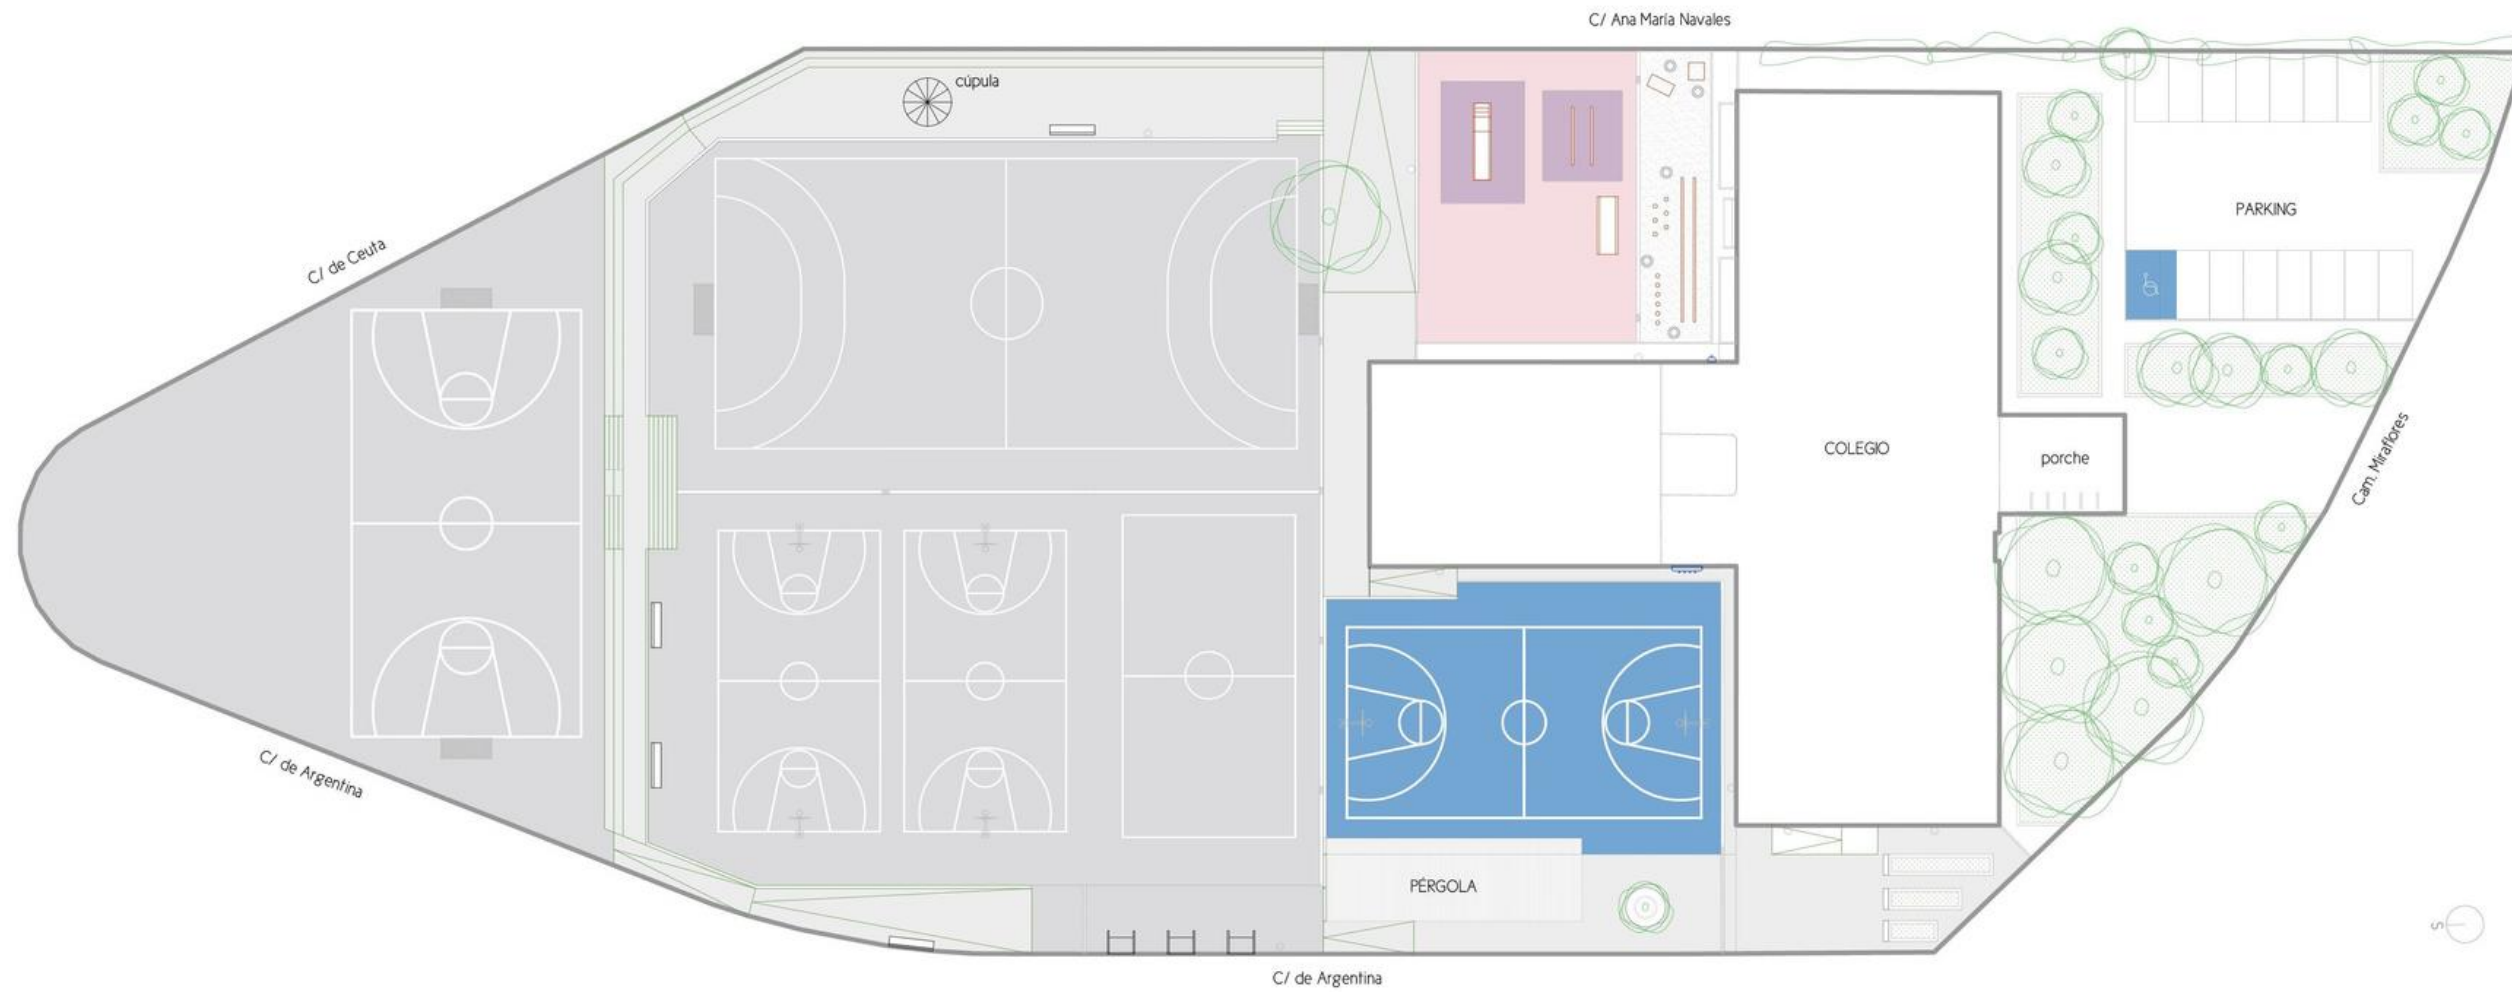 C/ Ana María Navales
cúpula
C/ de Ceuta
PARKING
COLEGIO
porche
Cam. Miraflores
C/ de Argentina
PÉRGOLA
S
C/ de Argentina